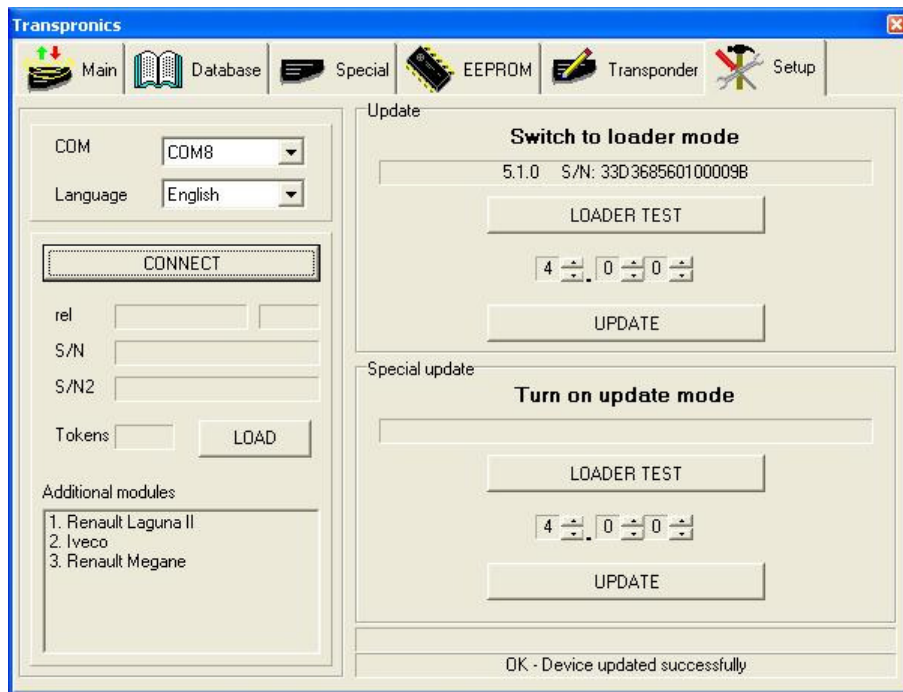 Transpronics
Main
Database
Special
EEPROM
Transponder
Setup
COM
COM8
Language
English
CONNECT
rel
S/N
S/N2
Tokens
LOAD
Additional modules
1. Renault Laguna II
2. Iveco
3. Renault Megane
Update
Switch to loader mode
5.1.0 S/N: 33D368560100009B
LOADER TEST
4 . 0 0
UPDATE
Special update
Turn on update mode
LOADER TEST
4 . 0 0
UPDATE
OK - Device updated successfully